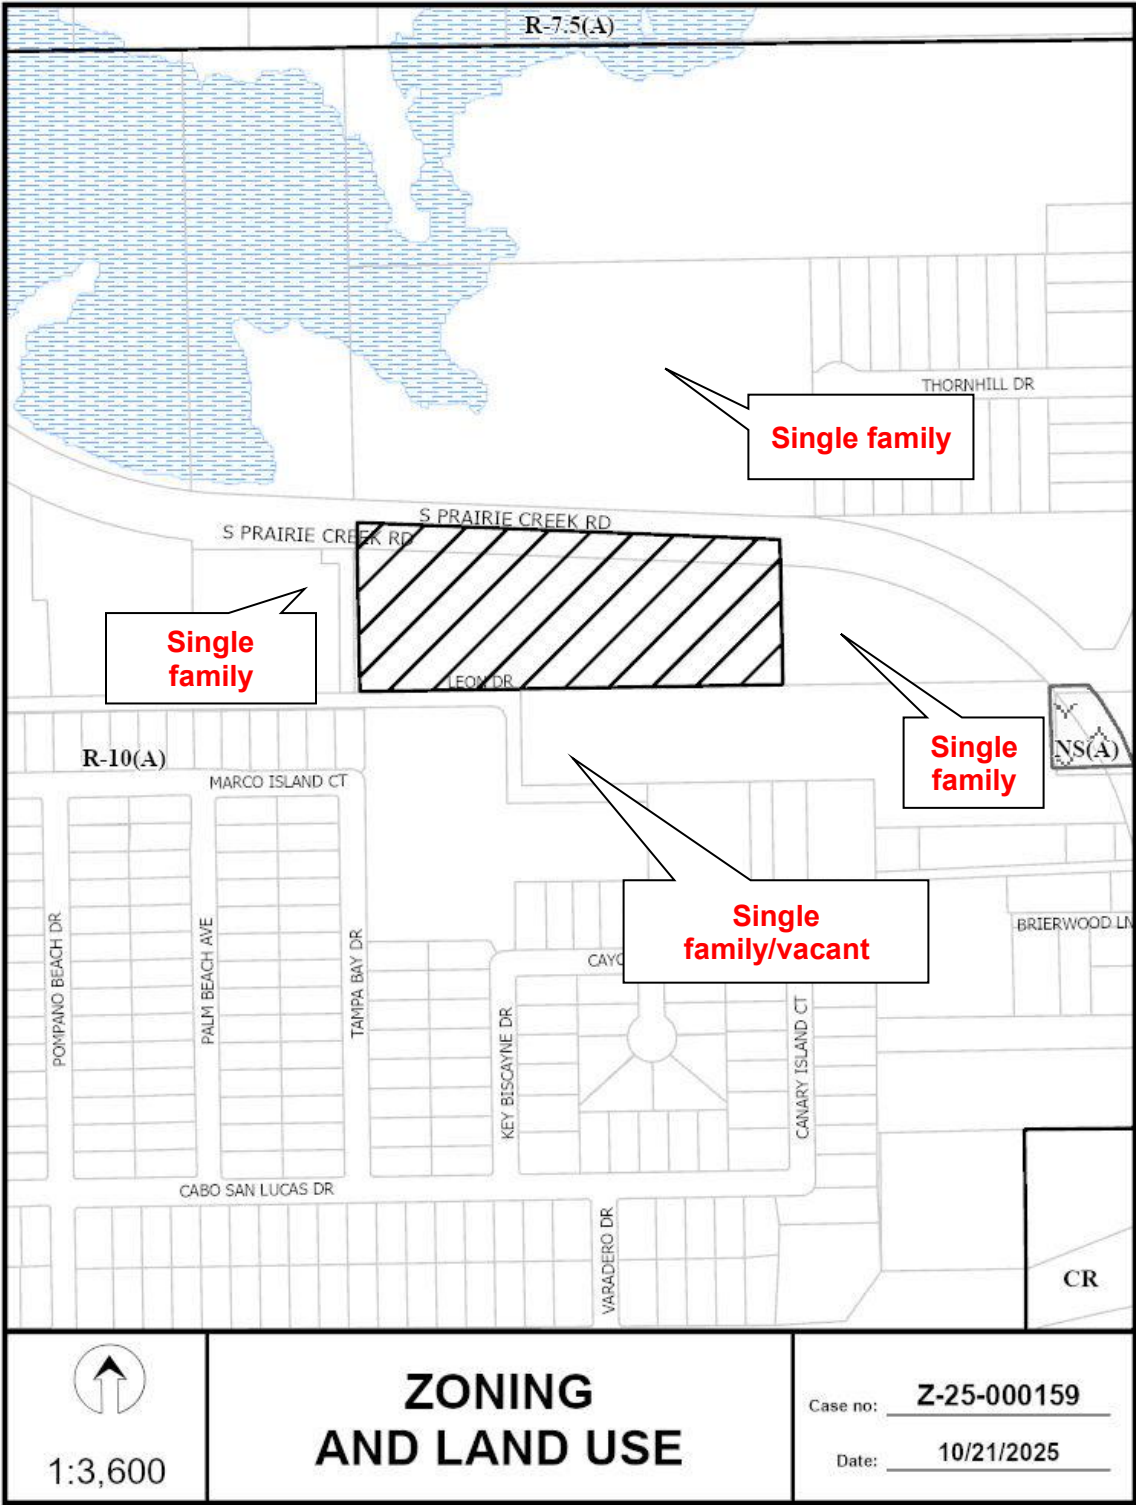 R-7.5(A)
THORNHILL DR
Single family
S PRAIRIE CREEK RD
S PRAIRIE CREEK RD
Single
family
LEON DR
R-10(A)
MARCO ISLAND CT
Single
family
NS(A)
Single
family/vacant
BRIERWOOD LN
POMPANO BEACH DR
PALM BEACH AVE
TAMPA BAY DR
CAYO
KEY BISCAYNE DR
CANARY ISLAND CT
CABO SAN LUCAS DR
VARADERO DR
CR
1:3,600
ZONING
AND LAND USE
Case no: Z-25-000159
Date: 10/21/2025